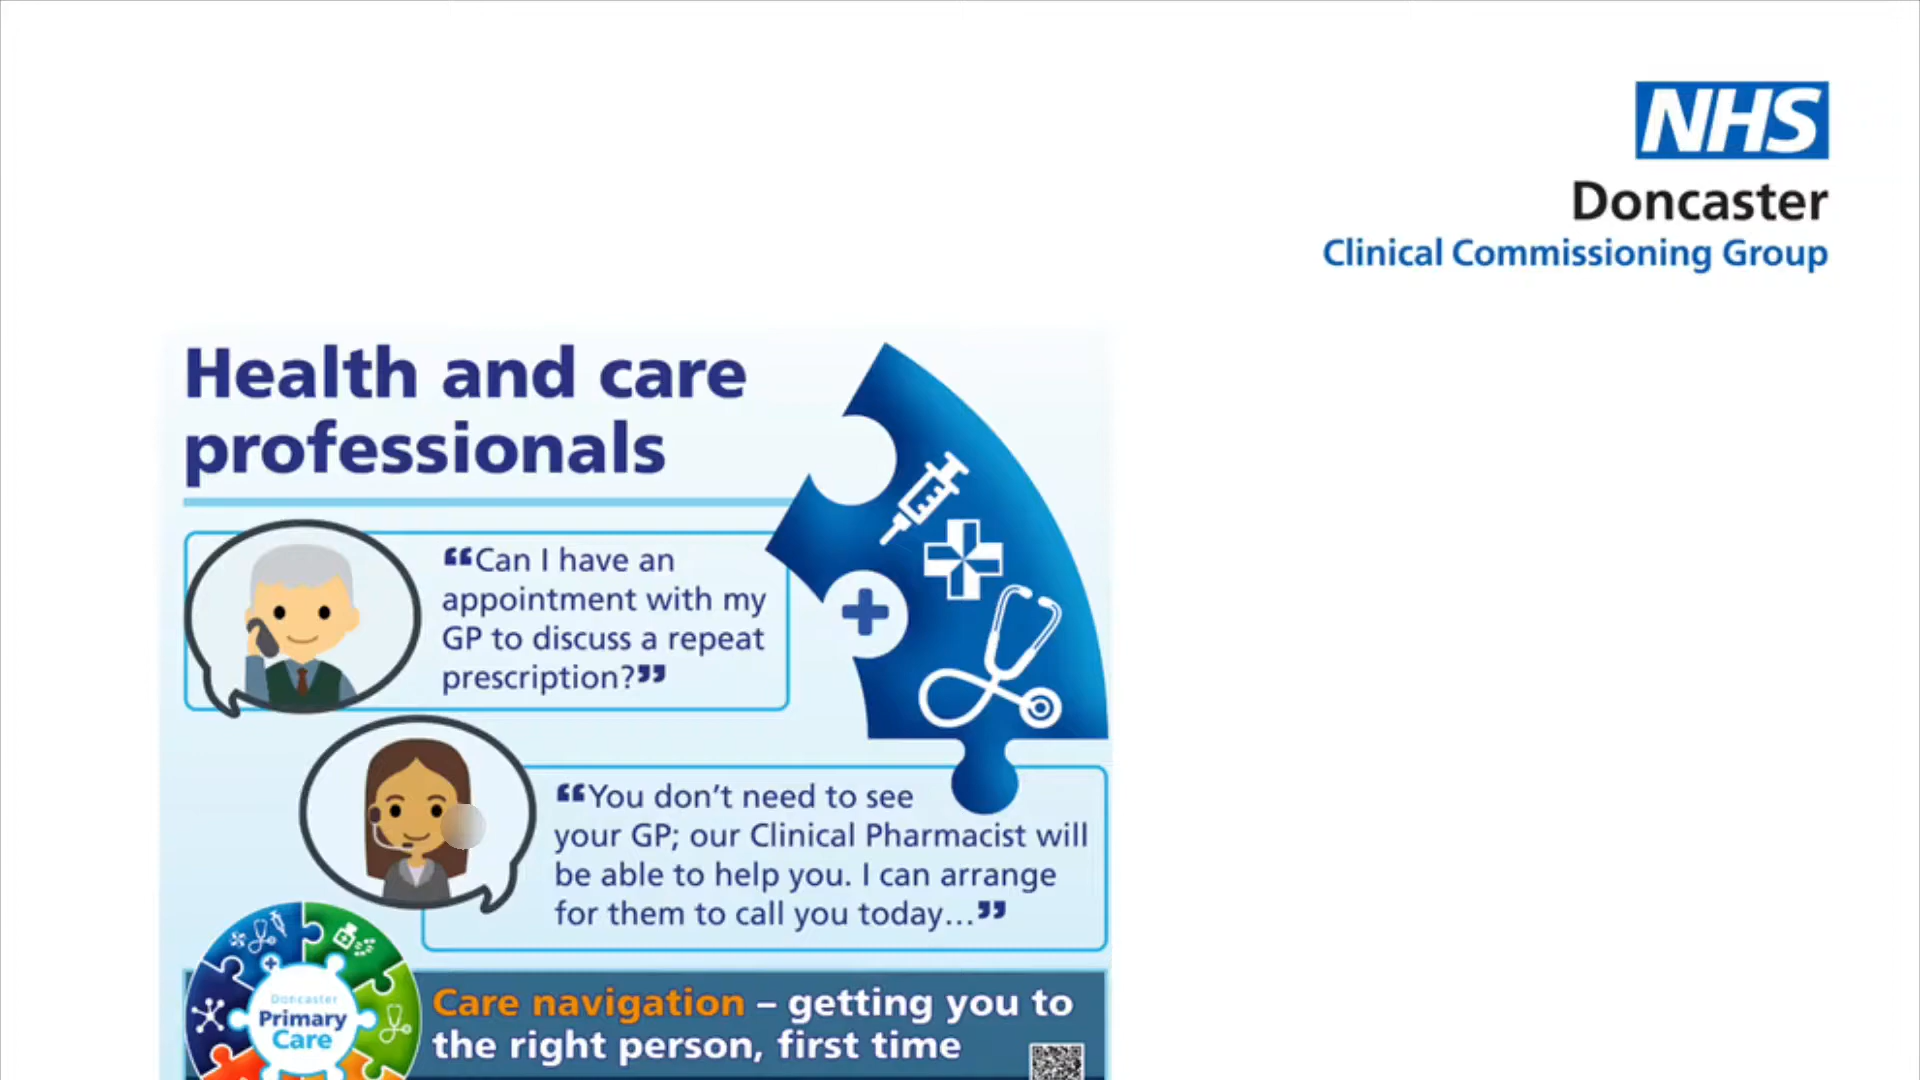 NHS
Doncaster
Clinical Commissioning Group
Health and care
professionals
“Can I have an
appointment with my
GP to discuss a repeat
prescription?”
“You don’t need to see
your GP; our Clinical Pharmacist will
be able to help you. I can arrange
for them to call you today...”
Doncaster
Primary
Care
Care navigation – getting you to
the right person, first time